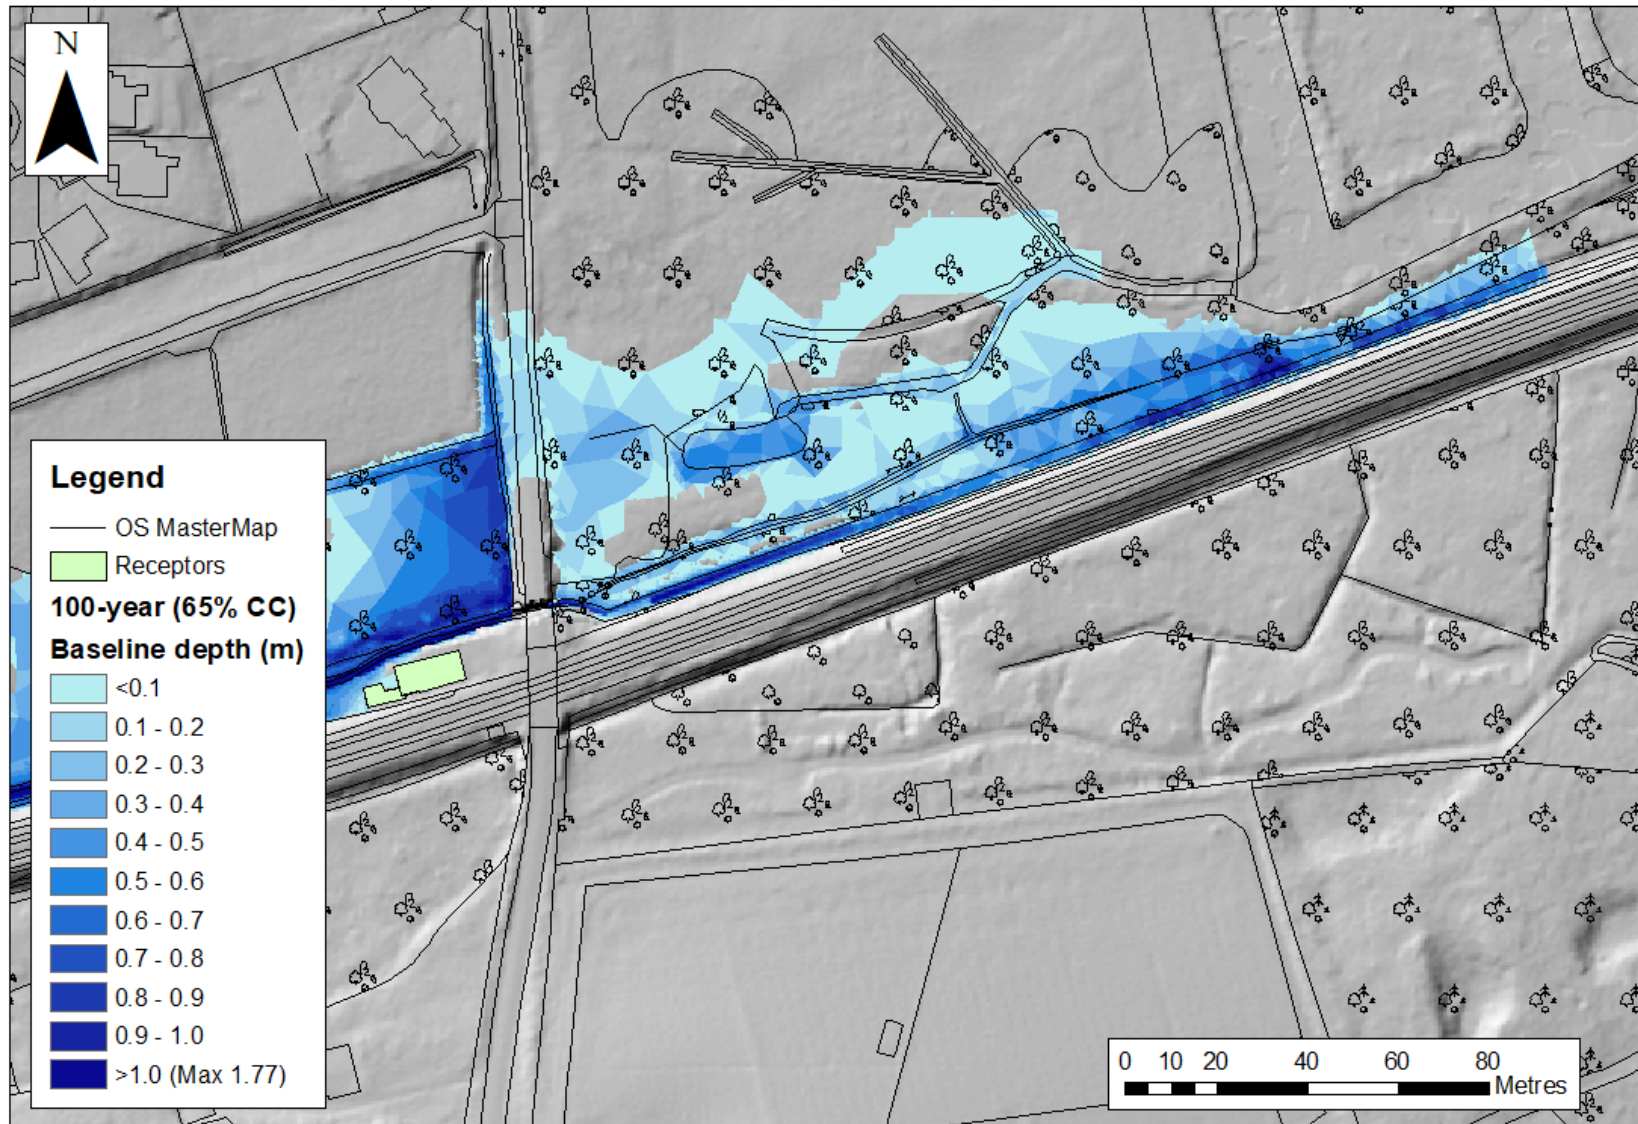 N
Legend
OS MasterMap
Receptors
100-year (65% CC)
Baseline depth (m)
<0.1
0.1 - 0.2
0.2 - 0.3
0.3 - 0.4
0.4 - 0.5
0.5 - 0.6
0.6 - 0.7
0.7 - 0.8
0.8 - 0.9
0.9 - 1.0
>1.0 (Max 1.77)
0 10 20 40 60 80
Metres